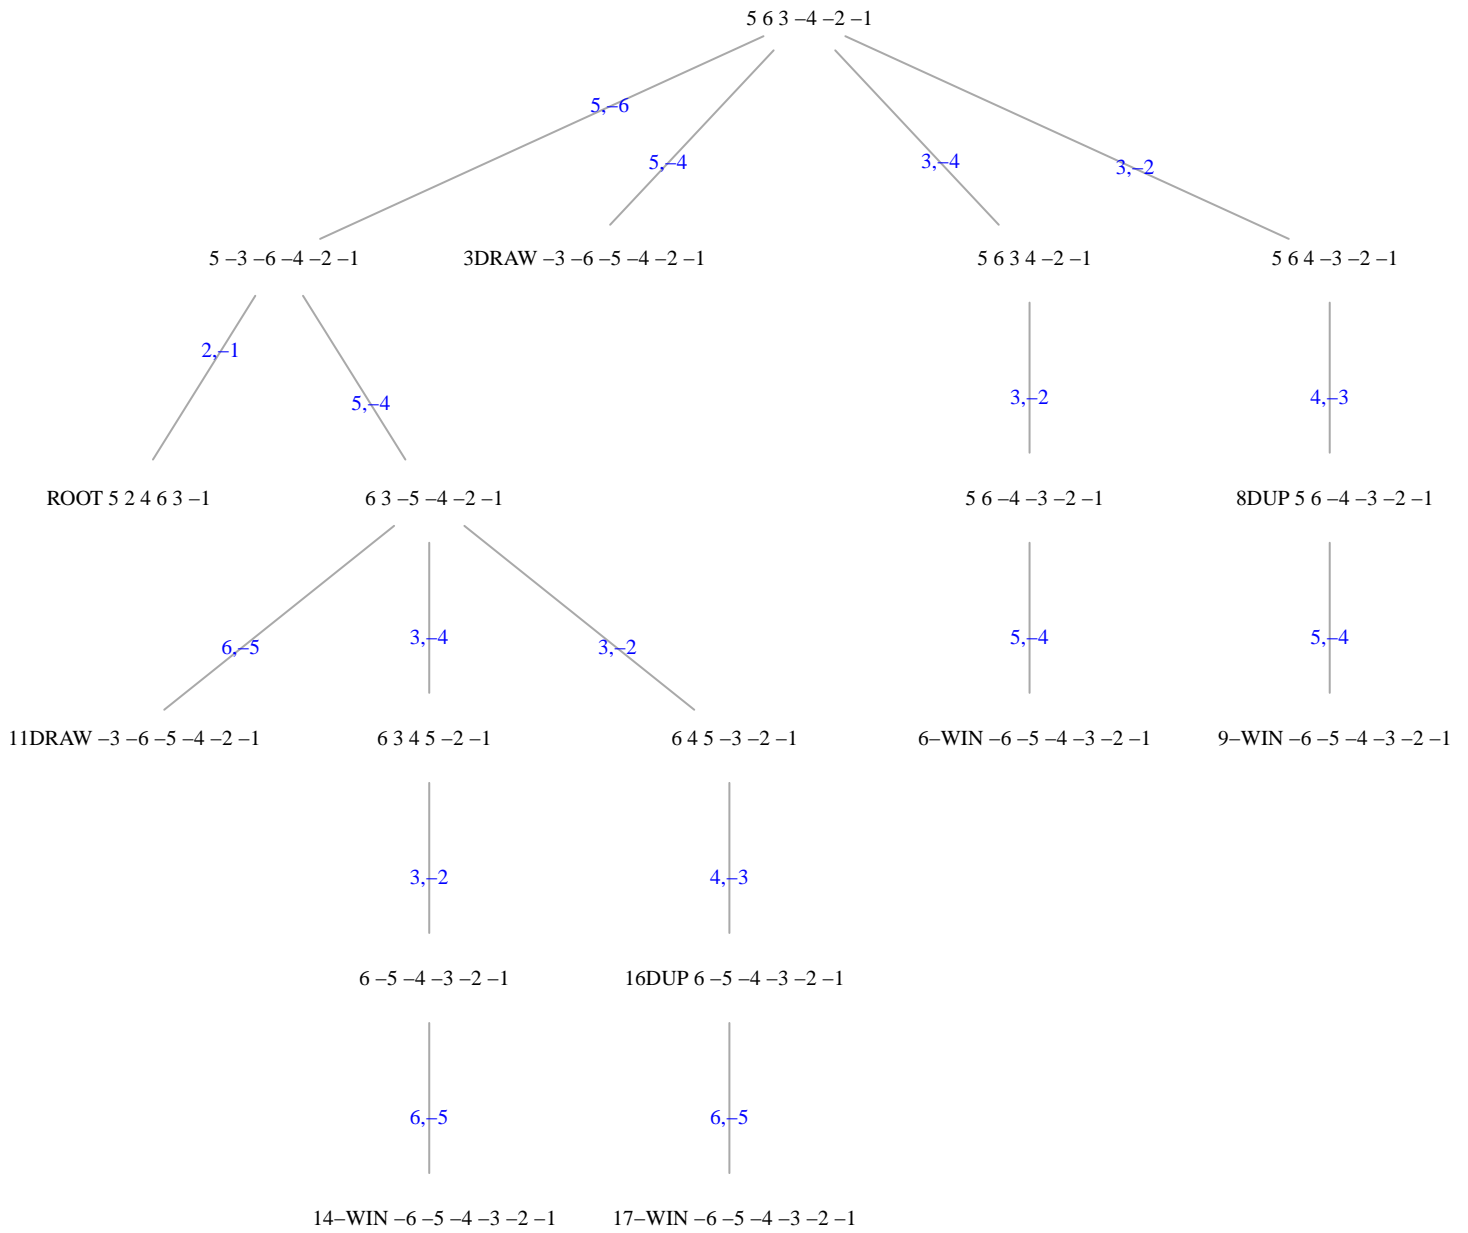 5 6 3 –4 –2 –1
5,–6
5,–4
3,–4
3,–2
5 –3 –6 –4 –2 –1
3DRAW –3 –6 –5 –4 –2 –1
5 6 3 4 –2 –1
5 6 4 –3 –2 –1
2,–1
5,–4
3,–2
4,–3
ROOT 5 2 4 6 3 –1
6 3 –5 –4 –2 –1
5 6 –4 –3 –2 –1
8DUP 5 6 –4 –3 –2 –1
6,–5
3,–4
3,–2
5,–4
5,–4
11DRAW –3 –6 –5 –4 –2 –1
6 3 4 5 –2 –1
6 4 5 –3 –2 –1
6–WIN –6 –5 –4 –3 –2 –1
9–WIN –6 –5 –4 –3 –2 –1
3,–2
4,–3
6 –5 –4 –3 –2 –1
16DUP 6 –5 –4 –3 –2 –1
6,–5
6,–5
14–WIN –6 –5 –4 –3 –2 –1
17–WIN –6 –5 –4 –3 –2 –1